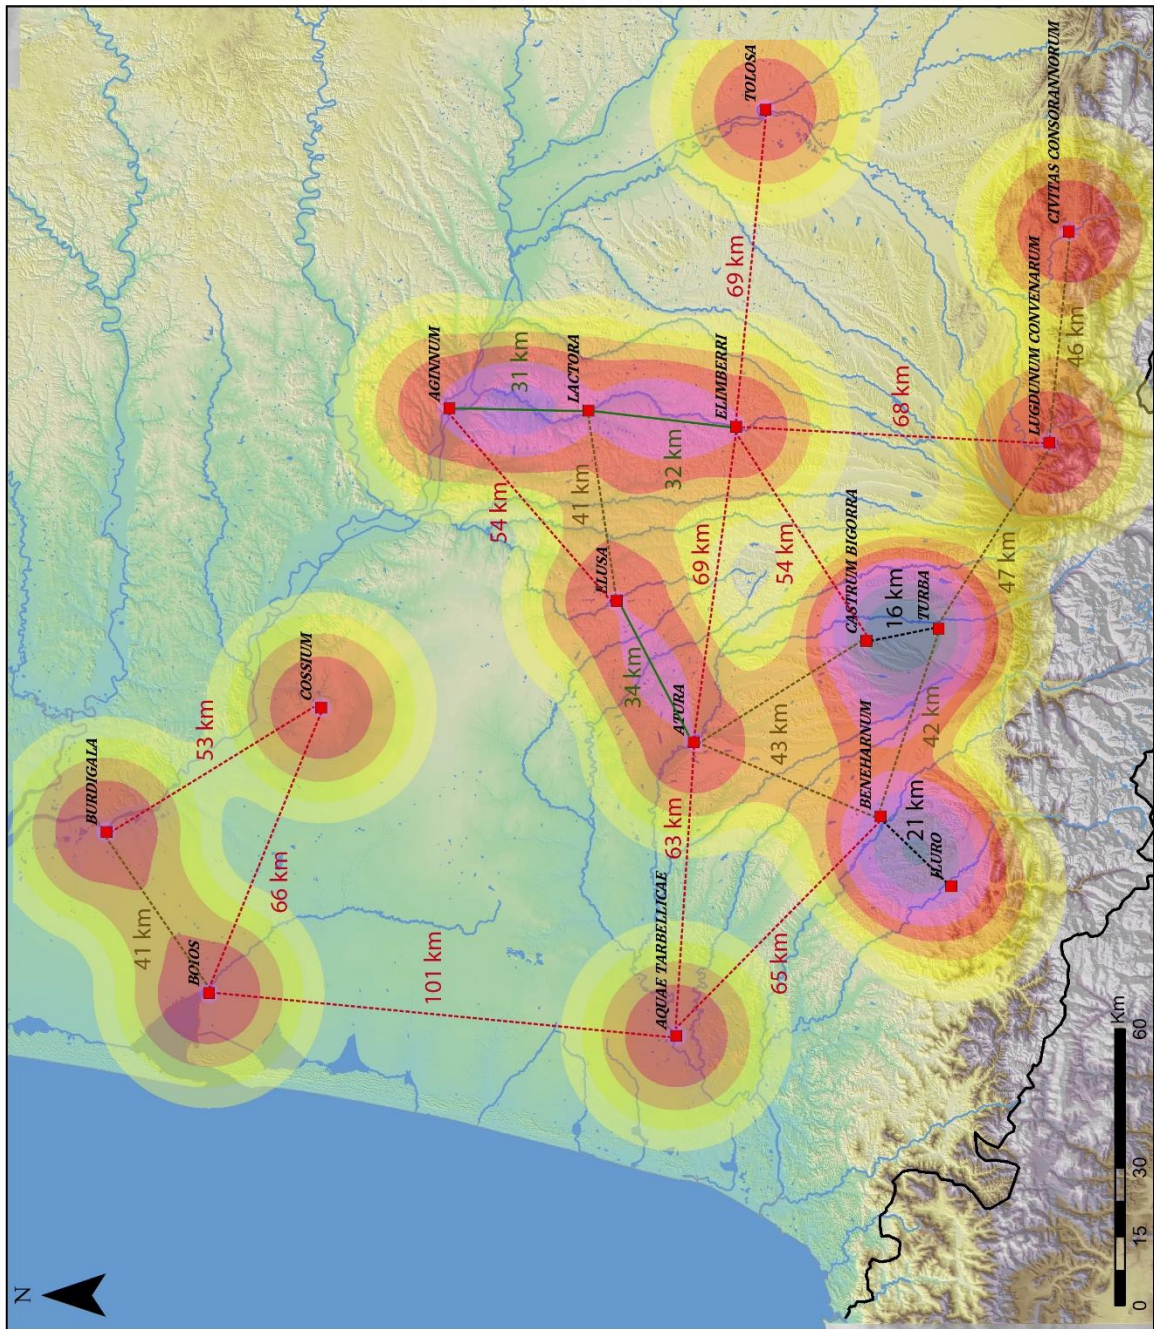 N
BURDIGALA
53 km
41 km
BOIOS
COSSIUM
66 km
101 km
AGINNUM
31 km
54 km
LACTORA
41 km
ELUSA
32 km
34 km
ELIMBERRI
69 km
TOLOSA
69 km
ATURA
63 km
AQUAE TARBELLICAE
54 km
68 km
43 km
65 km
CASTRUM BIGORRA
16 km
TURBA
BENEHARNUM
42 km
21 km
ILURO
47 km
LUGDUNUM CONVENARUM
46 km
CIVITAS CONSORANNORUM
0 15 30 60
Km